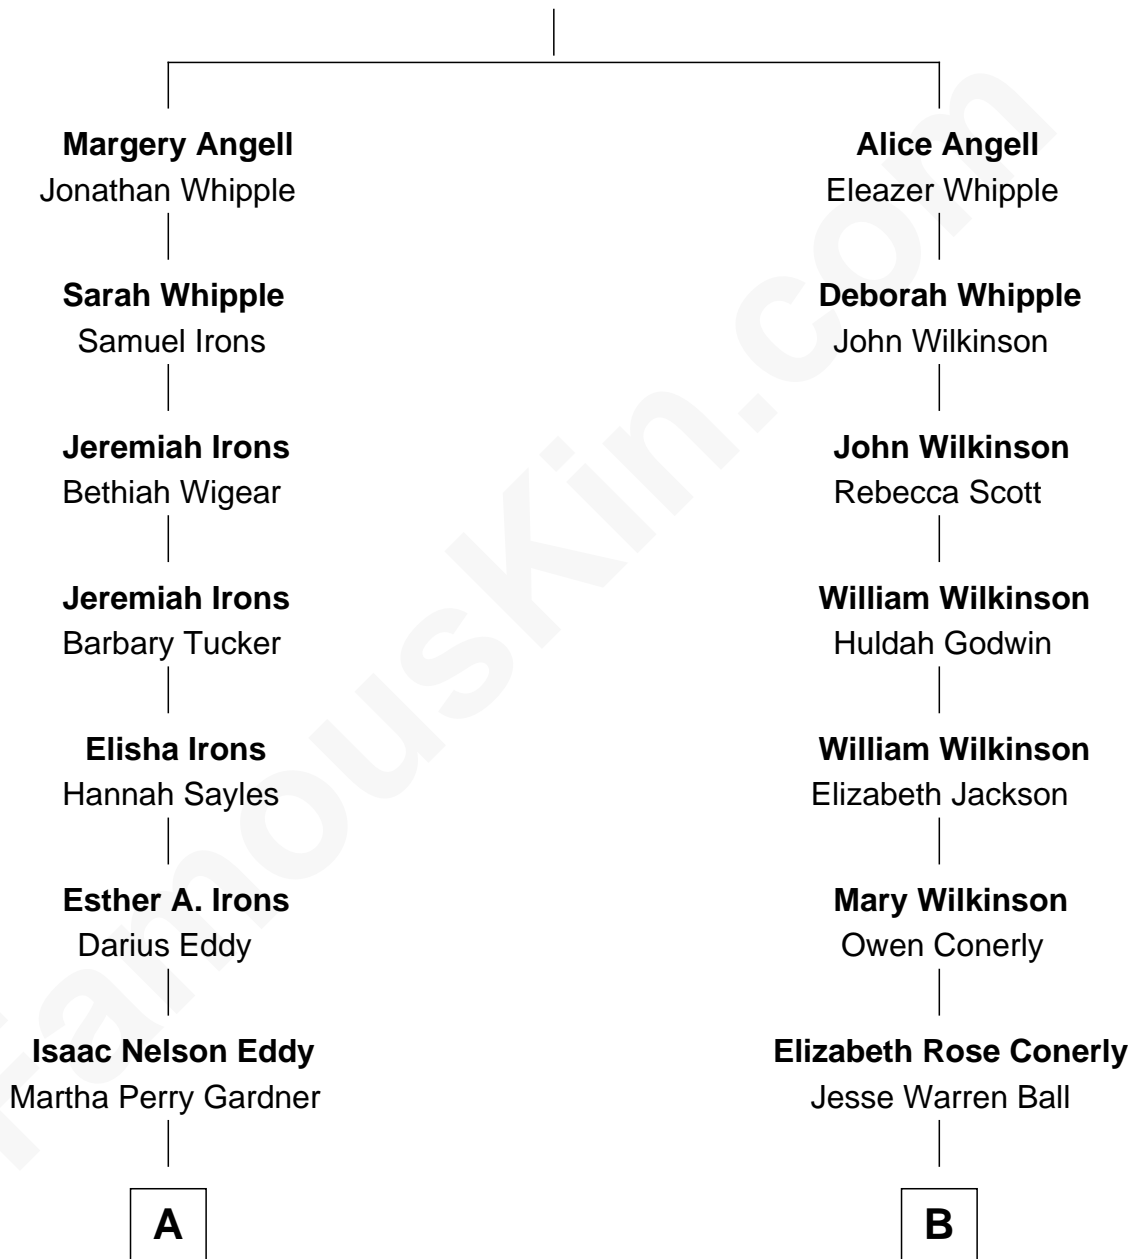 Margery Angell
Jonathan Whipple
Alice Angell
Eleazer Whipple
Sarah Whipple
Samuel Irons
Deborah Whipple
John Wilkinson
Jeremiah Irons
Bethiah Wigear
John Wilkinson
Rebecca Scott
Jeremiah Irons
Barbary Tucker
William Wilkinson
Huldah Godwin
Elisha Irons
Hannah Sayles
William Wilkinson
Elizabeth Jackson
Esther A. Irons
Darius Eddy
Mary Wilkinson
Owen Conerly
Isaac Nelson Eddy
Martha Perry Gardner
Elizabeth Rose Conerly
Jesse Warren Ball
A
B
FamousKin.com